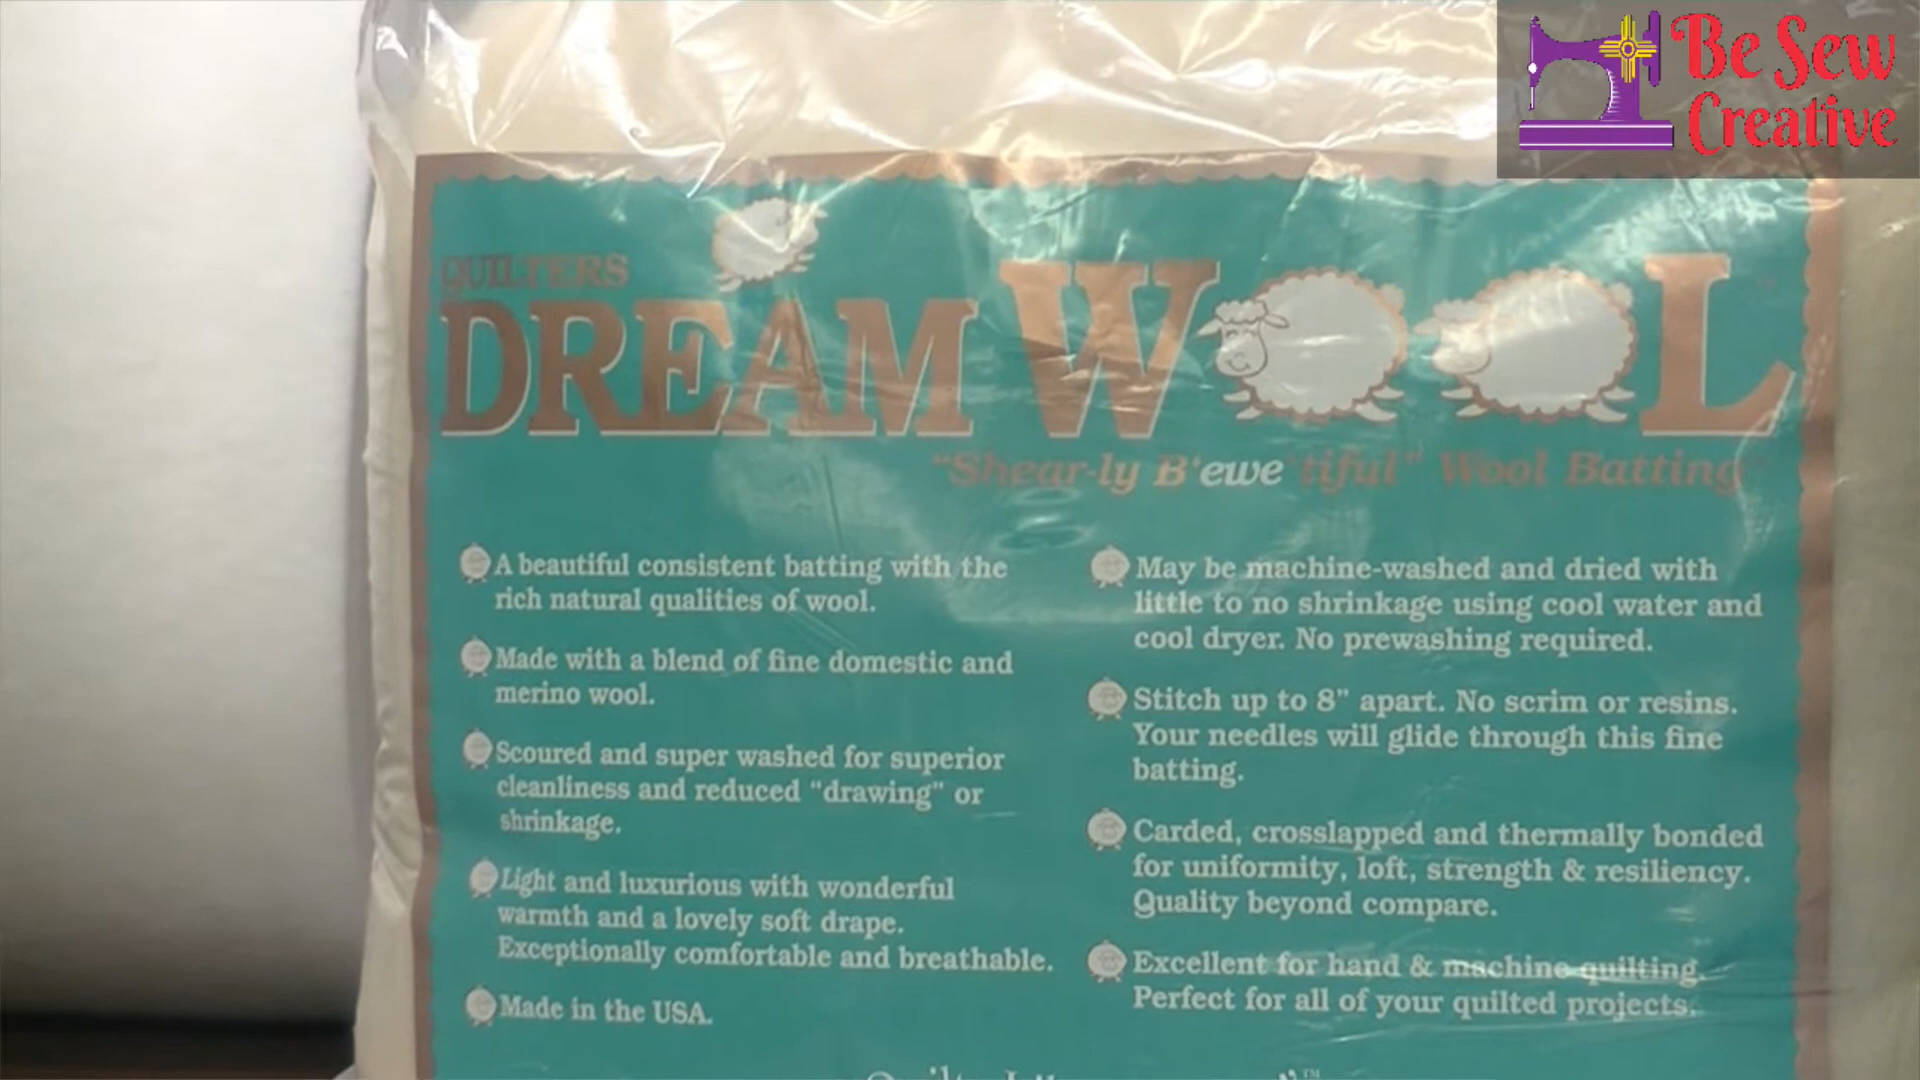 Be Sew
Creative
QUILTERS
DREAM WOOL
"Shear-ly B'ewe'tiful" Wool Batting
A beautiful consistent batting with the
rich natural qualities of wool.
Made with a blend of fine domestic and
merino wool.
Scoured and super washed for superior
cleanliness and reduced "drawing" or
shrinkage.
Light and luxurious with wonderful
warmth and a lovely soft drape.
Exceptionally comfortable and breathable.
Made in the USA.
May be machine-washed and dried with
little to no shrinkage using cool water and
cool dryer. No prewashing required.
Stitch up to 8" apart. No scrim or resins.
Your needles will glide through this fine
batting.
Carded, crosslapped and thermally bonded
for uniformity, loft, strength & resiliency.
Quality beyond compare.
Excellent for hand & machine quilting.
Perfect for all of your quilted projects.